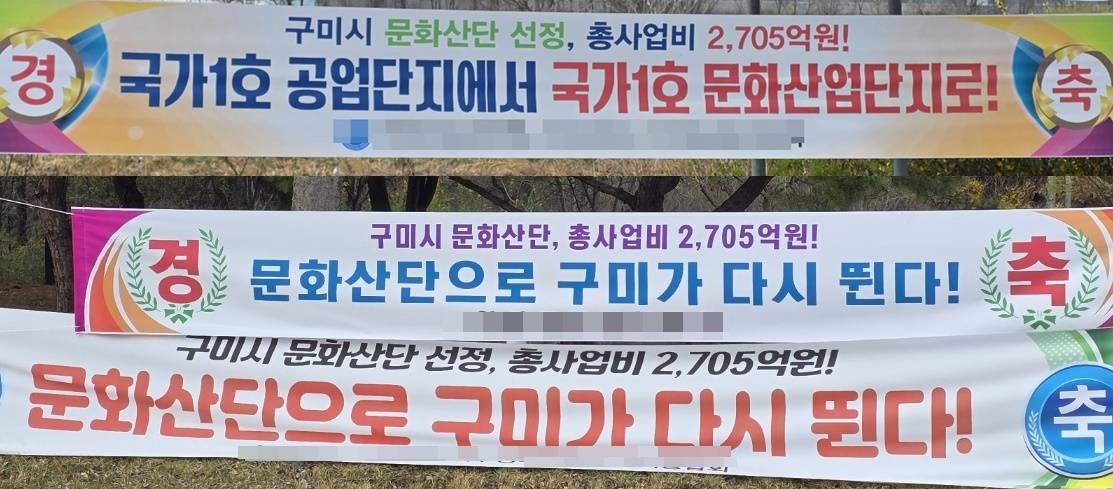 경
구미시 문화산단 선정, 총사업비 2,705억원!
국가1호 공업단지에서 국가1호 문화산업단지로!
축
경
구미시 문화산단, 총사업비 2,705억원!
문화산단으로 구미가 다시 뛴다!
축
구미시 문화산단 선정, 총사업비 2,705억원!
문화산단으로 구미가 다시 뛴다!
축